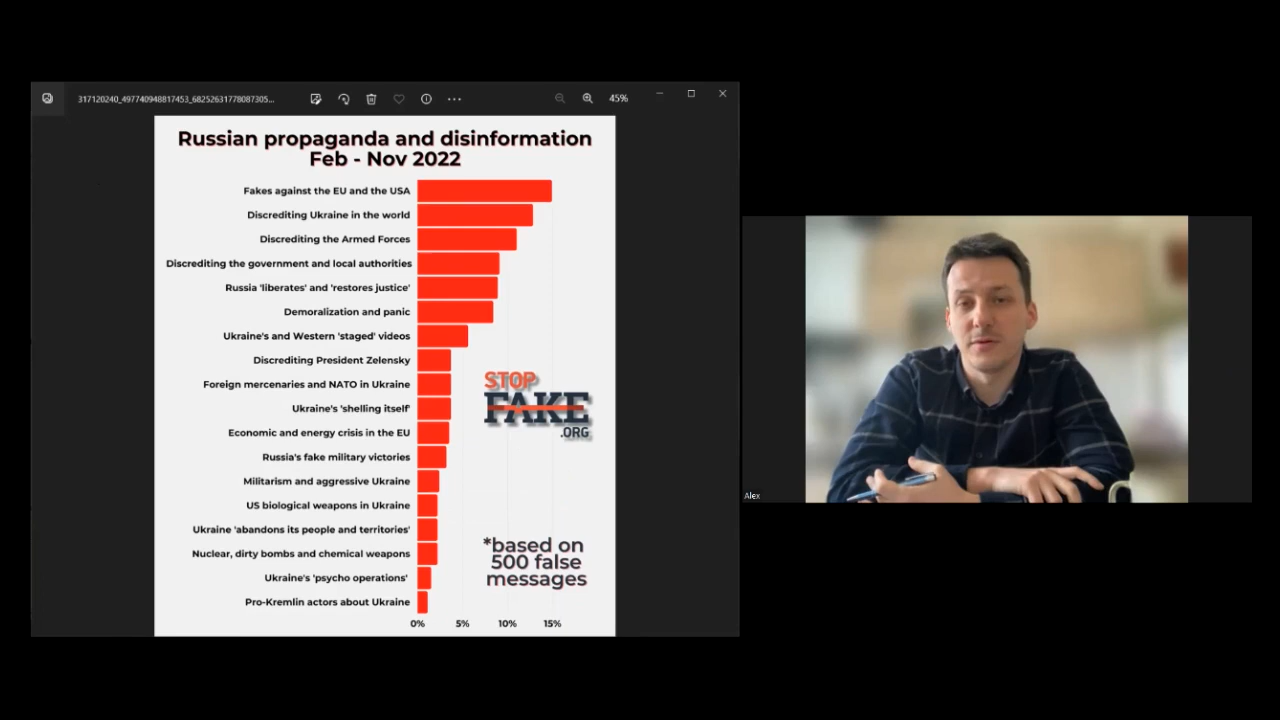 317120240_497740948817453_68252631778087305...
45%
Russian propaganda and disinformation
Feb - Nov 2022
Fakes against the EU and the USA
Discrediting Ukraine in the world
Discrediting the Armed Forces
Discrediting the government and local authorities
Russia 'liberates' and 'restores justice'
Demoralization and panic
Ukraine's and Western 'staged' videos
Discrediting President Zelensky
Foreign mercenaries and NATO in Ukraine
Ukraine's 'shelling itself'
Economic and energy crisis in the EU
Russia's fake military victories
Militarism and aggressive Ukraine
US biological weapons in Ukraine
Ukraine 'abandons its people and territories'
Nuclear, dirty bombs and chemical weapons
Ukraine's 'psycho operations'
Pro-Kremlin actors about Ukraine
0% 5% 10% 15%
STOP
FAKE
.ORG
*based on
500 false
messages
Alex